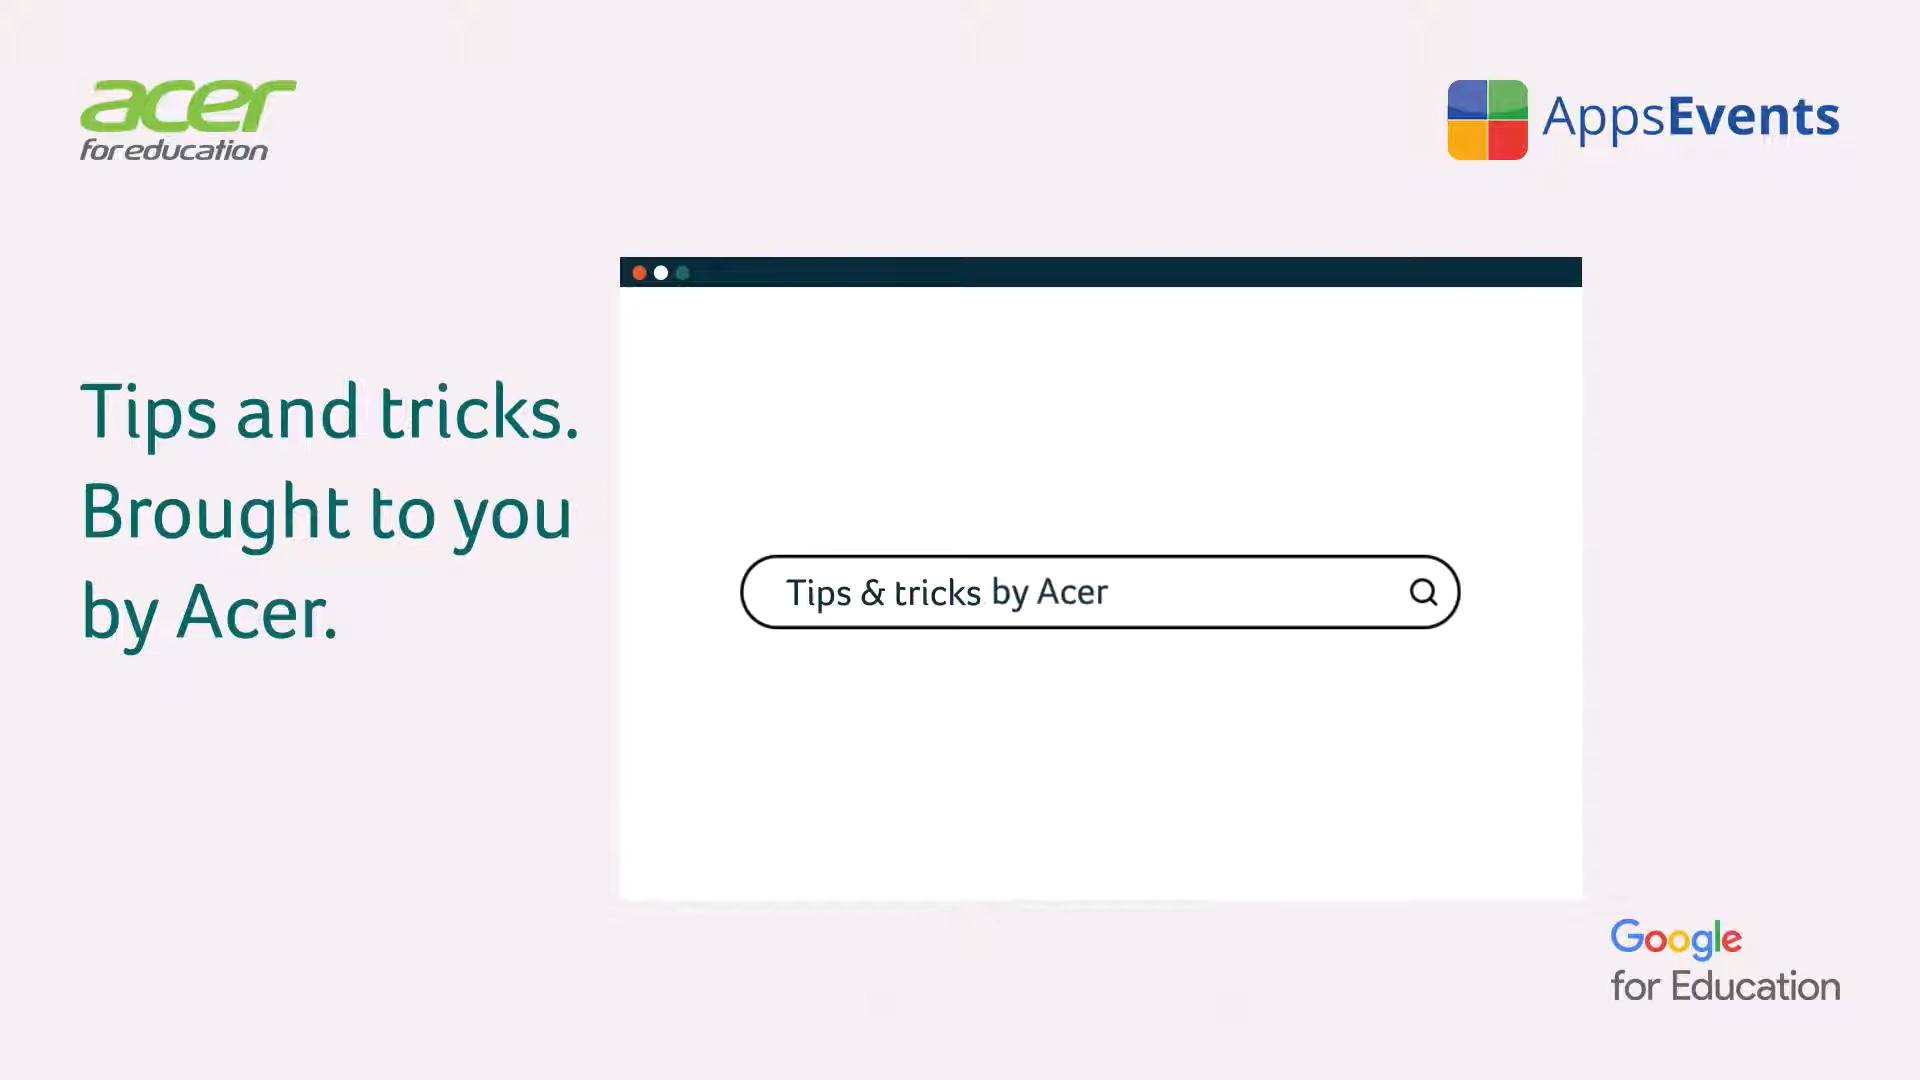 acer
for education
AppsEvents
Tips and tricks.
Brought to you
by Acer.
Tips & tricks by Acer
Google
for Education